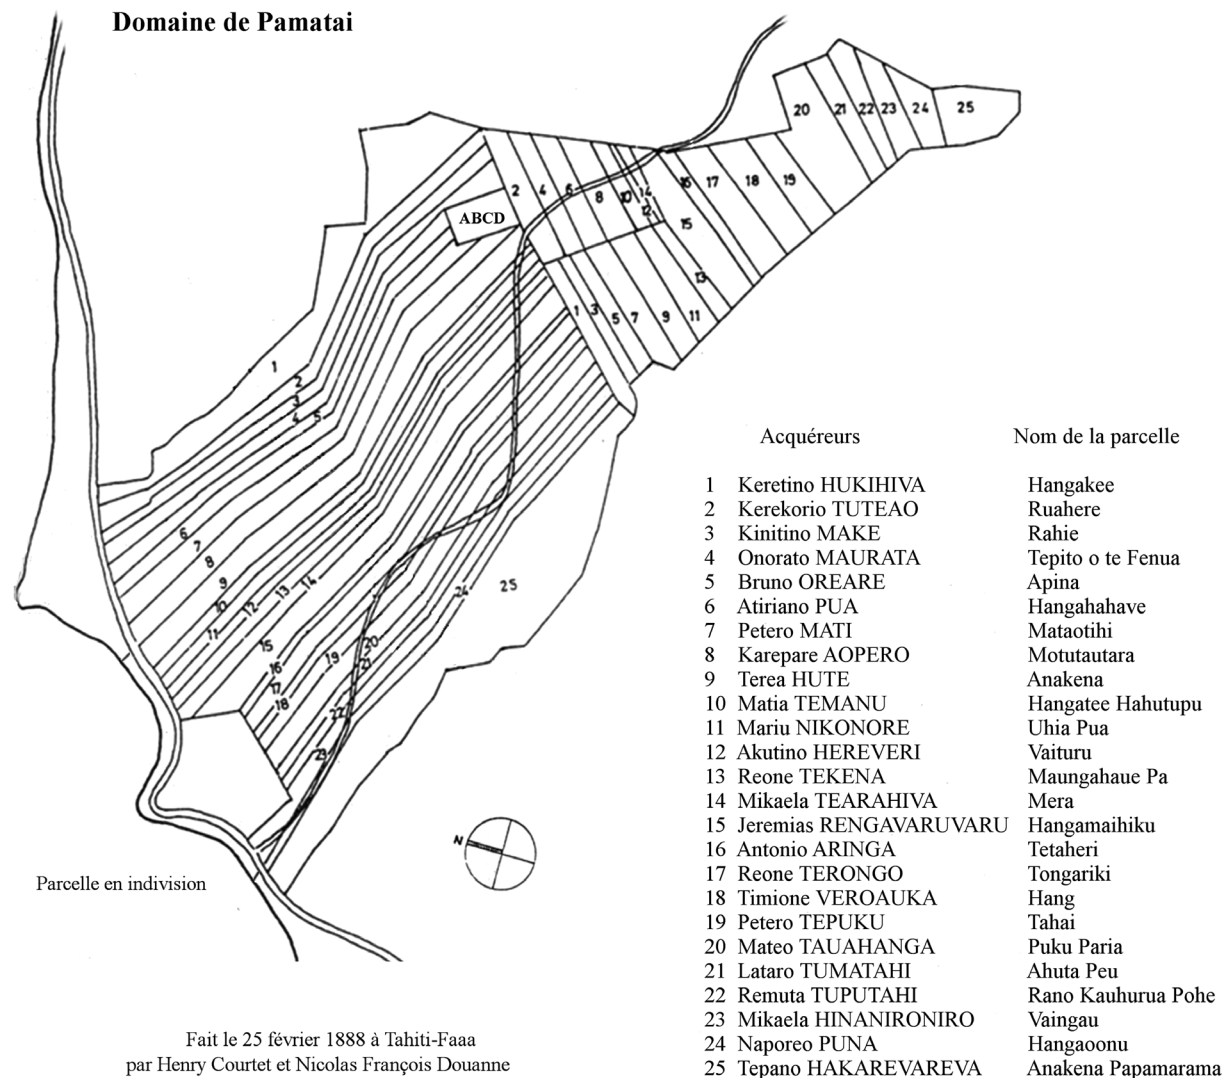 Domaine de Pamatai
20 21 22 23 24 25
2 4 6 8 10 14 12 16 17 18 19
ABCD
15
13
1 3 5 7 9 11
1
2
3
4 5
6
7
8
9
10 12 13 14
11
15
16
17
18 19 20
21
22
23
24 25
N
Parcelle en indivision
Fait le 25 février 1888 à Tahiti-Faaa
par Henry Courtet et Nicolas François Douanne
Acquéreurs Nom de la parcelle
1 Keretino HUKIHIVA Hangakee
2 Kerekorio TUTEAO Ruahere
3 Kinitino MAKE Rahie
4 Onorato MAURATA Tepito o te Fenua
5 Bruno OREARE Apina
6 Atiriano PUA Hangahahave
7 Petero MATI Mataotihi
8 Karepare AOPERO Motutautara
9 Terea HUTE Anakena
10 Matia TEMANU Hangatee Hahutupu
11 Mariu NIKONORE Uhia Pua
12 Akutino HEREVERI Vaituru
13 Reone TEKENA Maungahaue Pa
14 Mikaela TEARAHIVA Mera
15 Jeremias RENGAVARUVARU Hangamaihiku
16 Antonio ARINGA Tetaheri
17 Reone TERONGO Tongariki
18 Timione VEROAUKA Hang
19 Petero TEPUKU Tahai
20 Mateo TAUAHANGA Puku Paria
21 Lataro TUMATAHI Ahuta Peu
22 Remuta TUPUTAHI Rano Kauhurua Pohe
23 Mikaela HINANIRONIRO Vaingau
24 Naporeo PUNA Hangaoonu
25 Tepano HAKAREVAREVA Anakena Papamarama